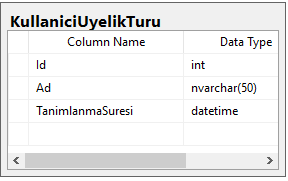 KullaniciUyelikTuru
Column Name Data Type
Id int
Ad nvarchar(50)
TanimlanmaSuresi datetime